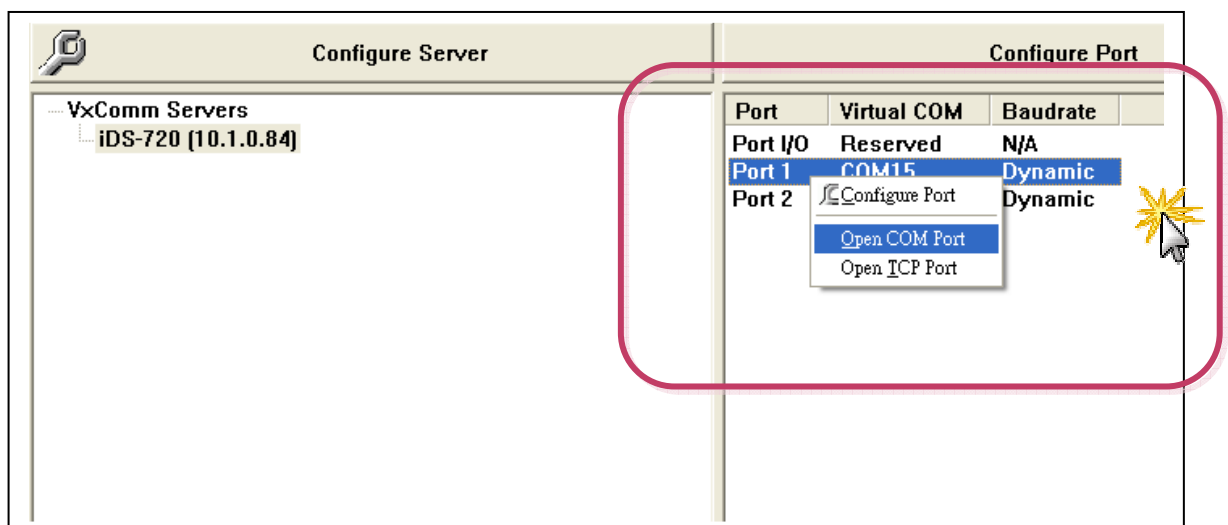 Configure Server
Configure Port
VxComm Servers
iDS-720 (10.1.0.84)
Port Virtual COM Baudrate
Port I/O Reserved N/A
Port 1 COM15 Dynamic
Port 2 Dynamic
Configure Port
Open COM Port
Open TCP Port